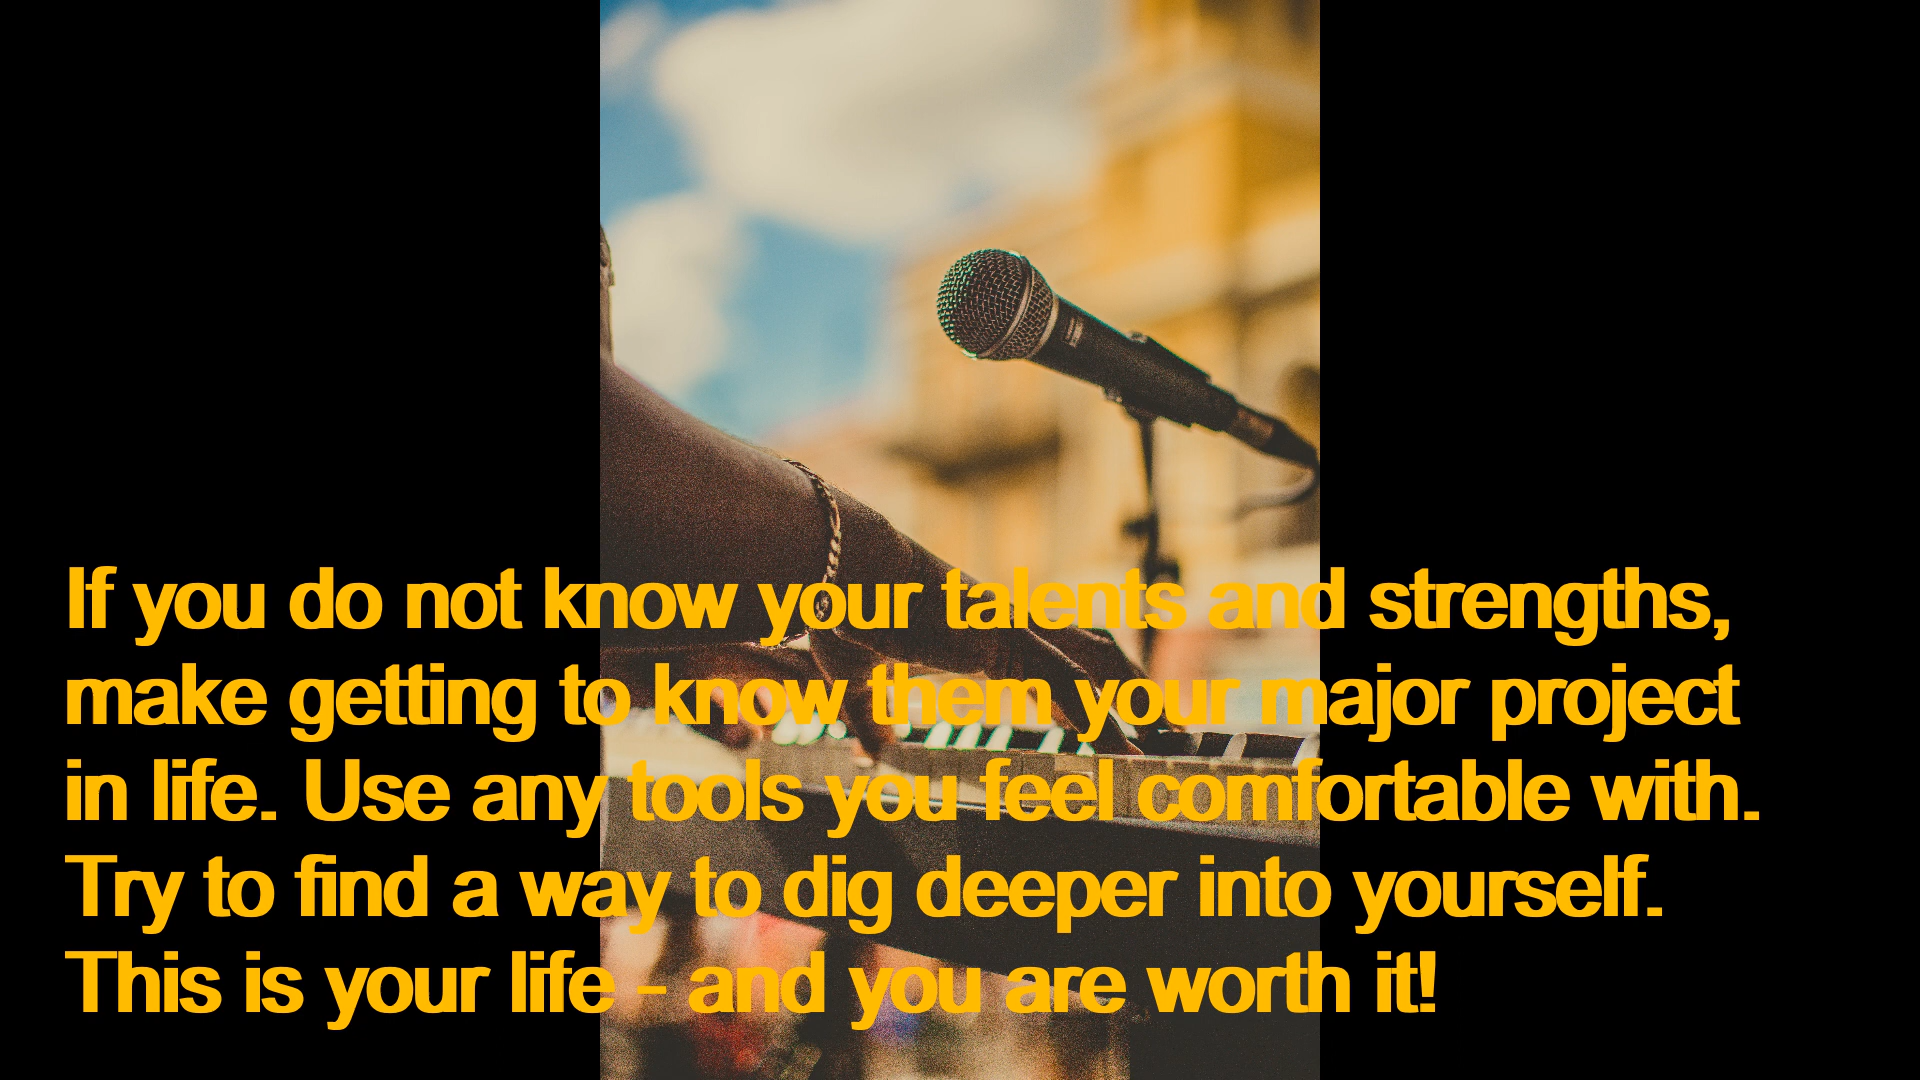 If you do not know your talents and strengths,
make getting to know them your major project
in life. Use any tools you feel comfortable with.
Try to find a way to dig deeper into yourself.
This is your life - and you are worth it!